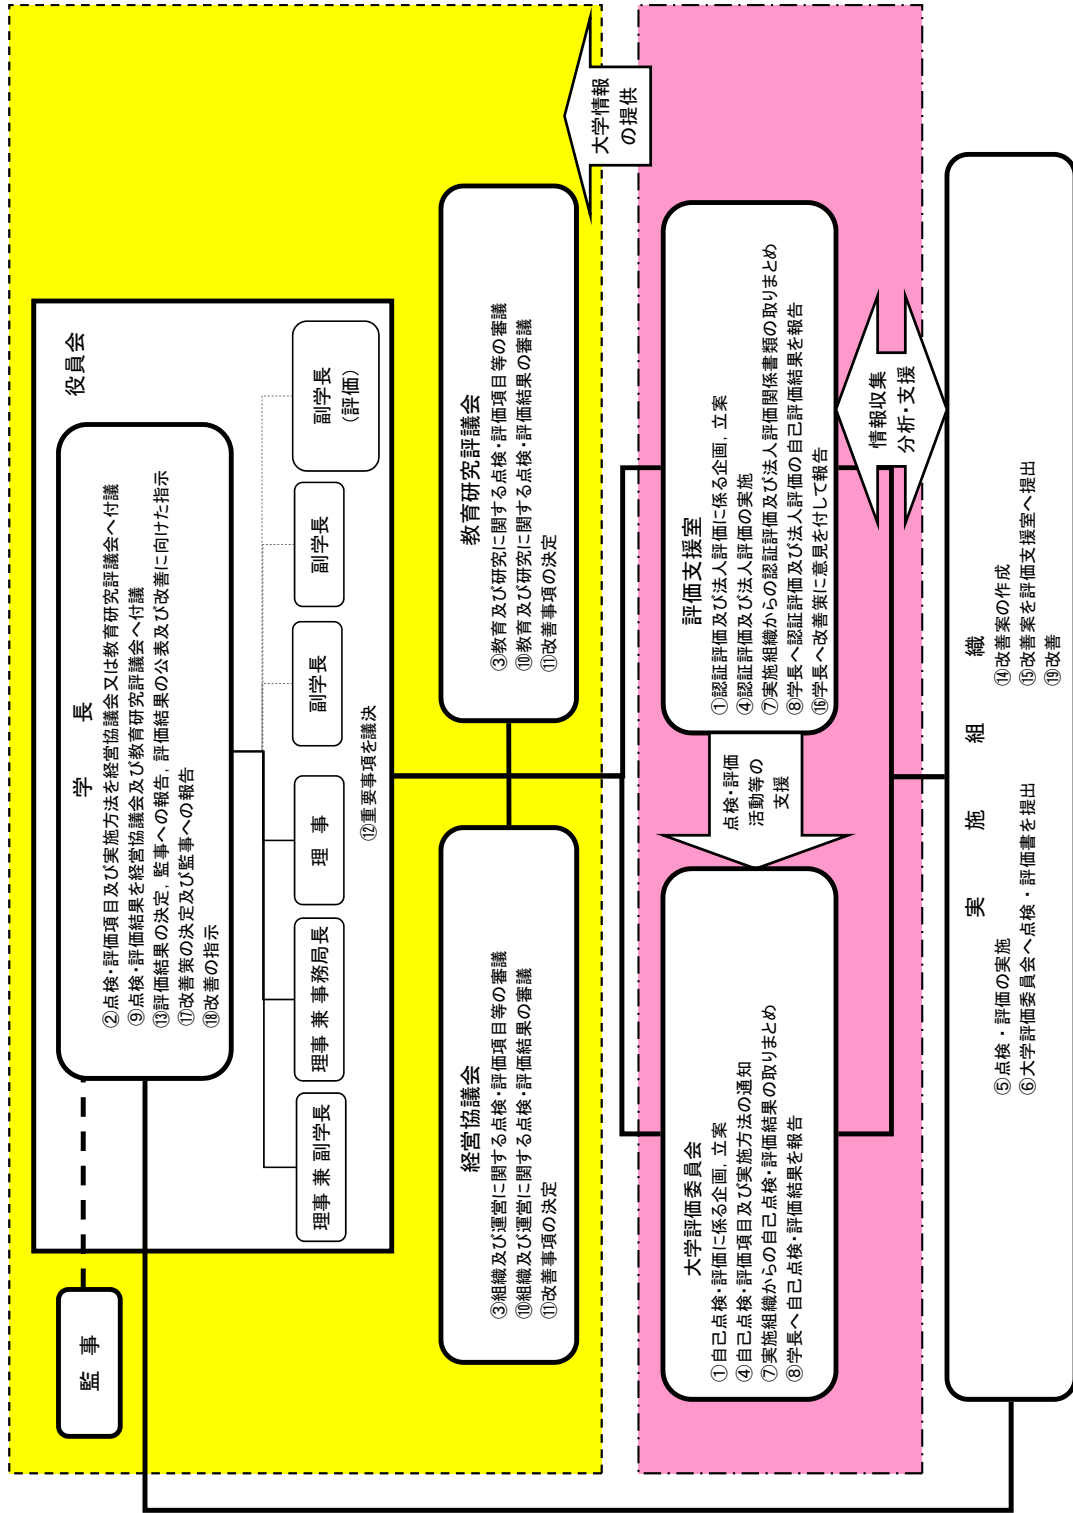 監　事
役員会
学　長
②点検・評価項目及び実施方法を経営協議会又は教育研究評議会へ付議
⑨点検・評価結果を経営協議会及び教育研究評議会へ付議
⑬評価結果の決定，監事への報告，評価結果の公表及び改善に向けた指示
⑰改善策の決定及び監事への報告
⑱改善の指示
理事 兼 副学長
理事 兼 事務局長
理　事
副学長
副学長
副学長
（評価）
⑫重要事項を議決
経営協議会
③組織及び運営に関する点検・評価項目等の審議
⑩組織及び運営に関する点検・評価結果の審議
⑪改善事項の決定
教育研究評議会
③教育及び研究に関する点検・評価項目等の審議
⑩教育及び研究に関する点検・評価結果の審議
⑪改善事項の決定
大学情報
の提供
大学評価委員会
①自己点検・評価に係る企画，立案
④自己点検・評価項目及び実施方法の通知
⑦実施組織からの自己点検・評価結果の取りまとめ
⑧学長へ自己点検・評価結果を報告
点検・評価
活動等の
支援
評価支援室
①認証評価及び法人評価に係る企画，立案
④認証評価及び法人評価の実施
⑦実施組織からの認証評価及び法人評価関係書類の取りまとめ
⑧学長へ認証評価及び法人評価の自己評価結果を報告
⑯学長へ改善策に意見を付して報告
情報収集
分析・支援
実　施　組　織
⑤点検・評価の実施
⑥大学評価委員会へ点検・評価書を提出
⑭改善案の作成
⑮改善案を評価支援室へ提出
⑲改善